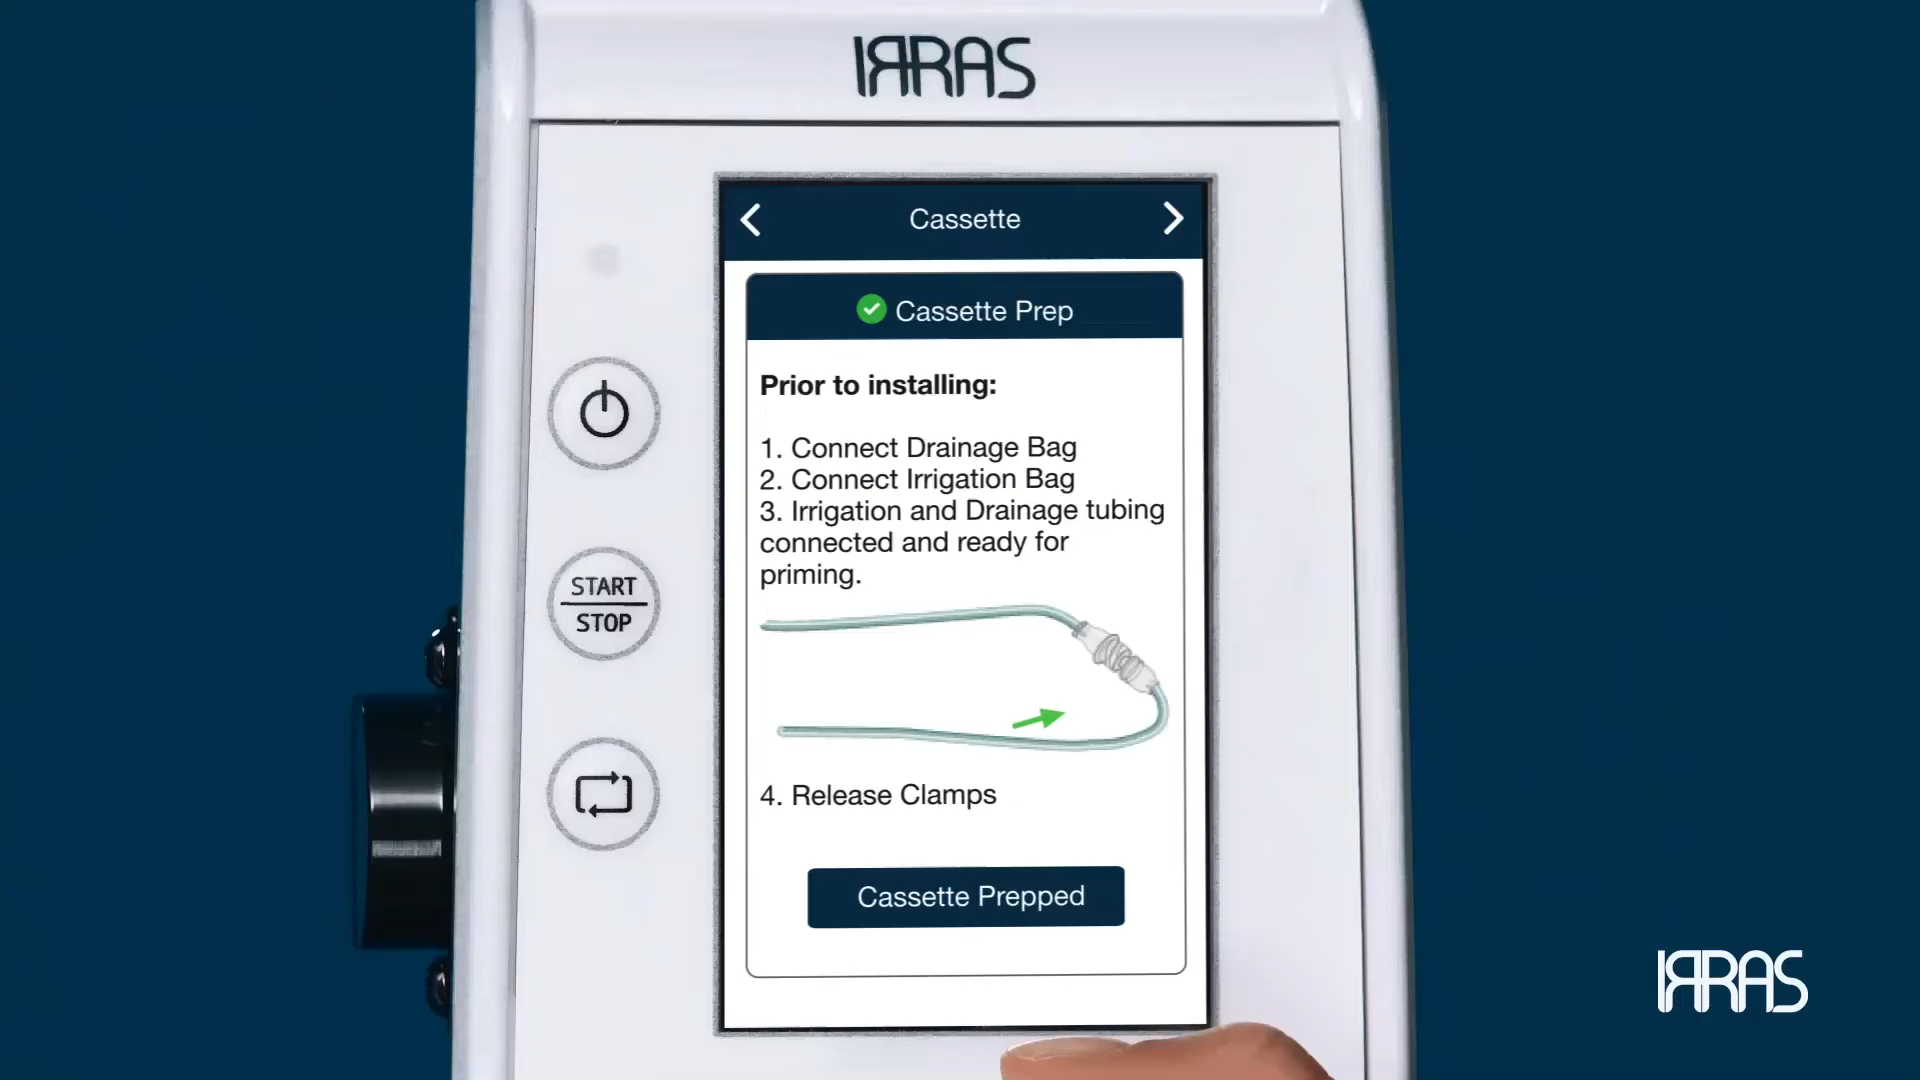 IRRAS
Cassette
Cassette Prep
Prior to installing:
1. Connect Drainage Bag
2. Connect Irrigation Bag
3. Irrigation and Drainage tubing
connected and ready for
priming.
4. Release Clamps
Cassette Prepped
START
STOP
IRRAS